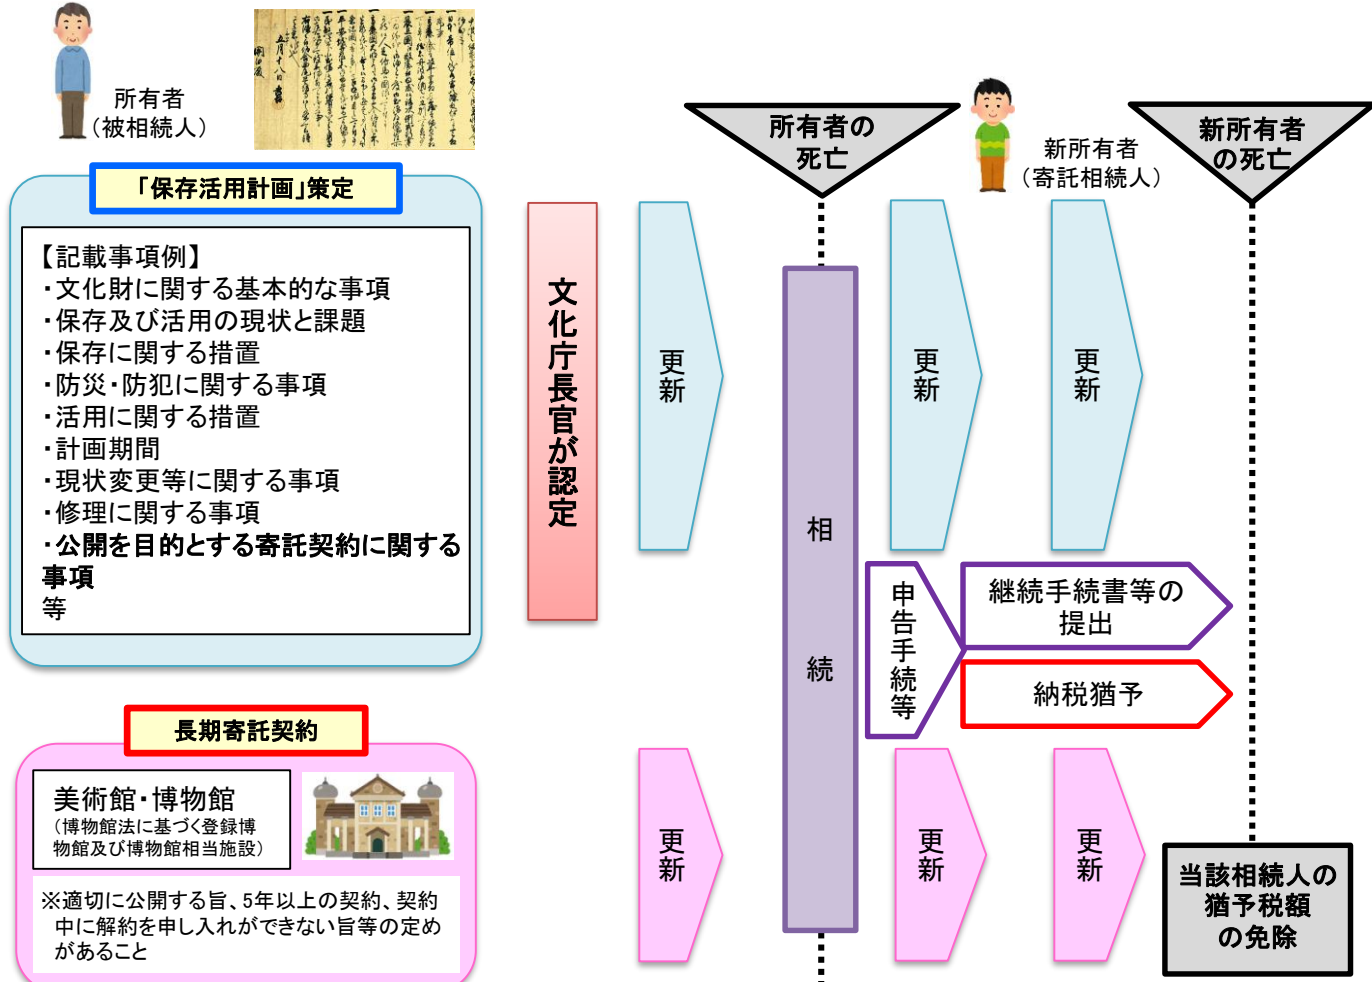 所有者
（被相続人）
「保存活用計画」策定
【記載事項例】
・文化財に関する基本的な事項
・保存及び活用の現状と課題
・保存に関する措置
・防災・防犯に関する事項
・活用に関する措置
・計画期間
・現状変更等に関する事項
・修理に関する事項
・公開を目的とする寄託契約に関する
事項
等
長期寄託契約
美術館・博物館
（博物館法に基づく登録博
物館及び博物館相当施設）
※適切に公開する旨、5年以上の契約、契約
中に解約を申し入れができない旨等の定め
があること
文化庁長官が認定
更新
更新
所有者の
死亡
相続
新所有者
（寄託相続人）
更新
更新
申告手続等
継続手続書等の
提出
納税猶予
更新
更新
新所有者
の死亡
当該相続人の
猶予税額
の免除